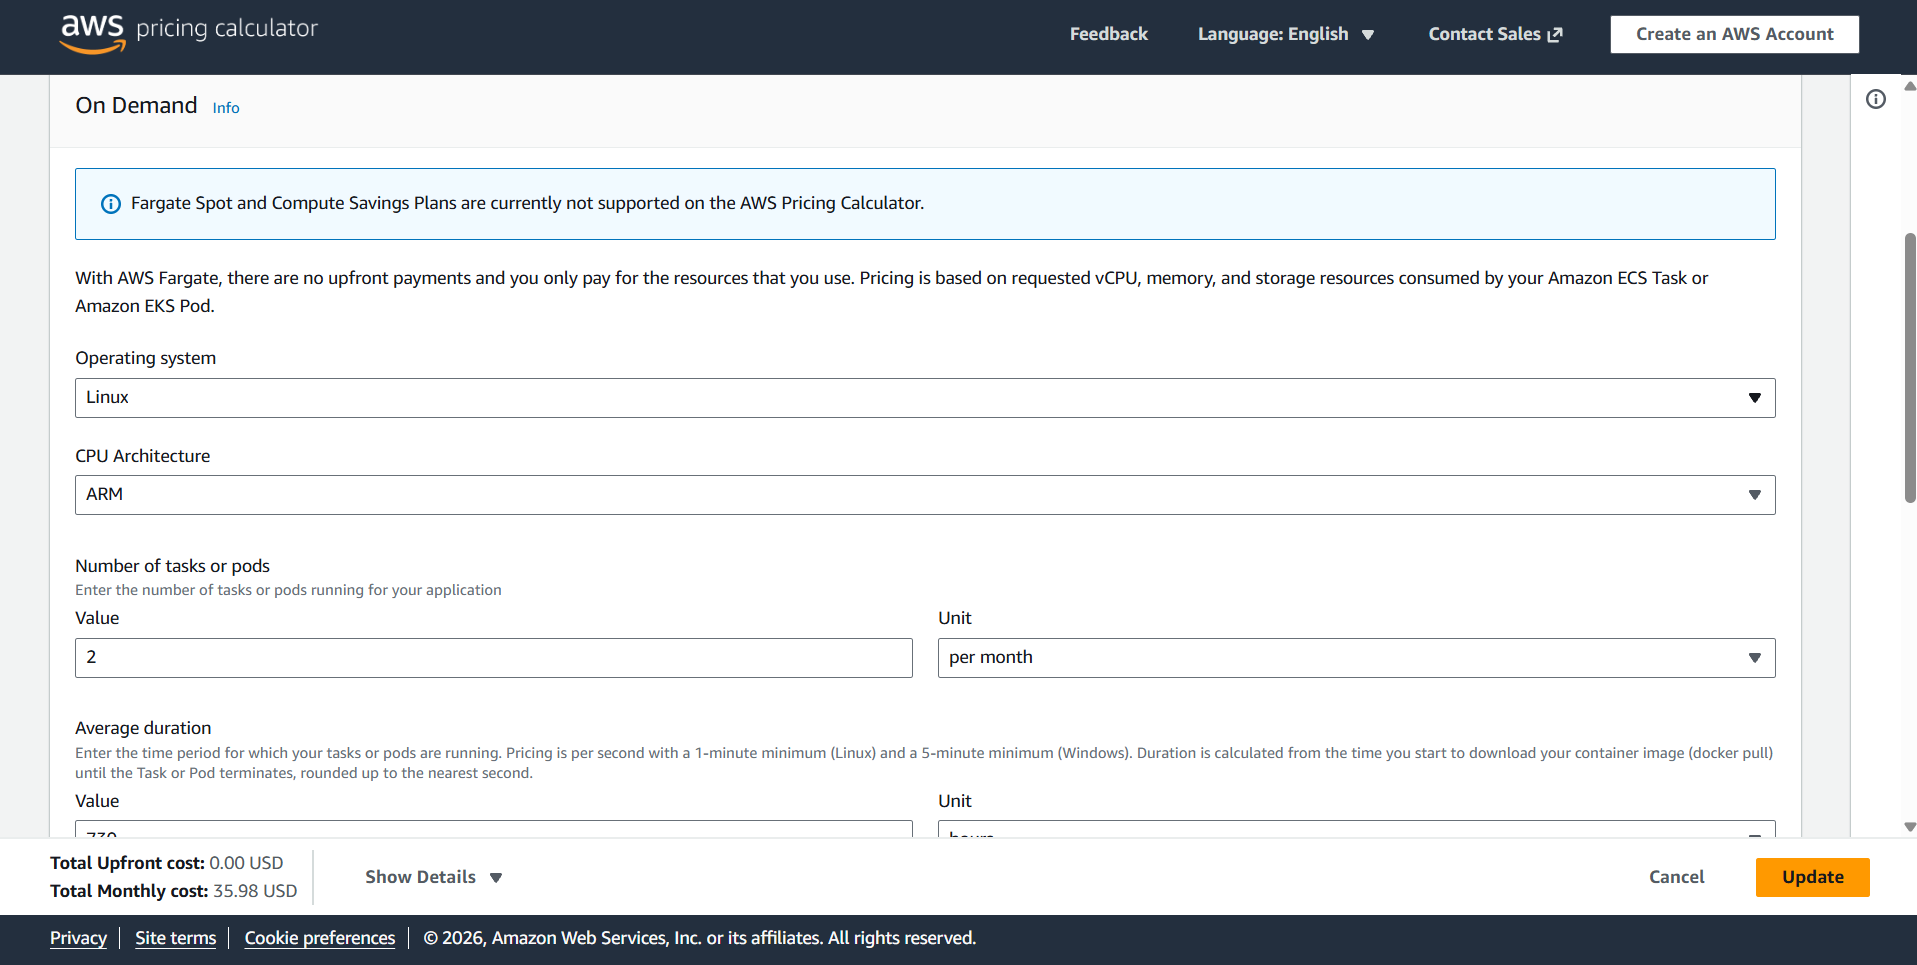 aws pricing calculator
Feedback
Language: English
Contact Sales
Create an AWS Account
On Demand Info
Fargate Spot and Compute Savings Plans are currently not supported on the AWS Pricing Calculator.
With AWS Fargate, there are no upfront payments and you only pay for the resources that you use. Pricing is based on requested vCPU, memory, and storage resources consumed by your Amazon ECS Task or
Amazon EKS Pod.
Operating system
Linux
CPU Architecture
ARM
Number of tasks or pods
Enter the number of tasks or pods running for your application
Value
Unit
2
per month
Average duration
Enter the time period for which your tasks or pods are running. Pricing is per second with a 1-minute minimum (Linux) and a 5-minute minimum (Windows). Duration is calculated from the time you start to download your container image (docker pull)
until the Task or Pod terminates, rounded up to the nearest second.
Value
Unit
730
hours
Total Upfront cost: 0.00 USD
Total Monthly cost: 35.98 USD
Show Details
Cancel
Update
Privacy
Site terms
Cookie preferences
© 2026, Amazon Web Services, Inc. or its affiliates. All rights reserved.